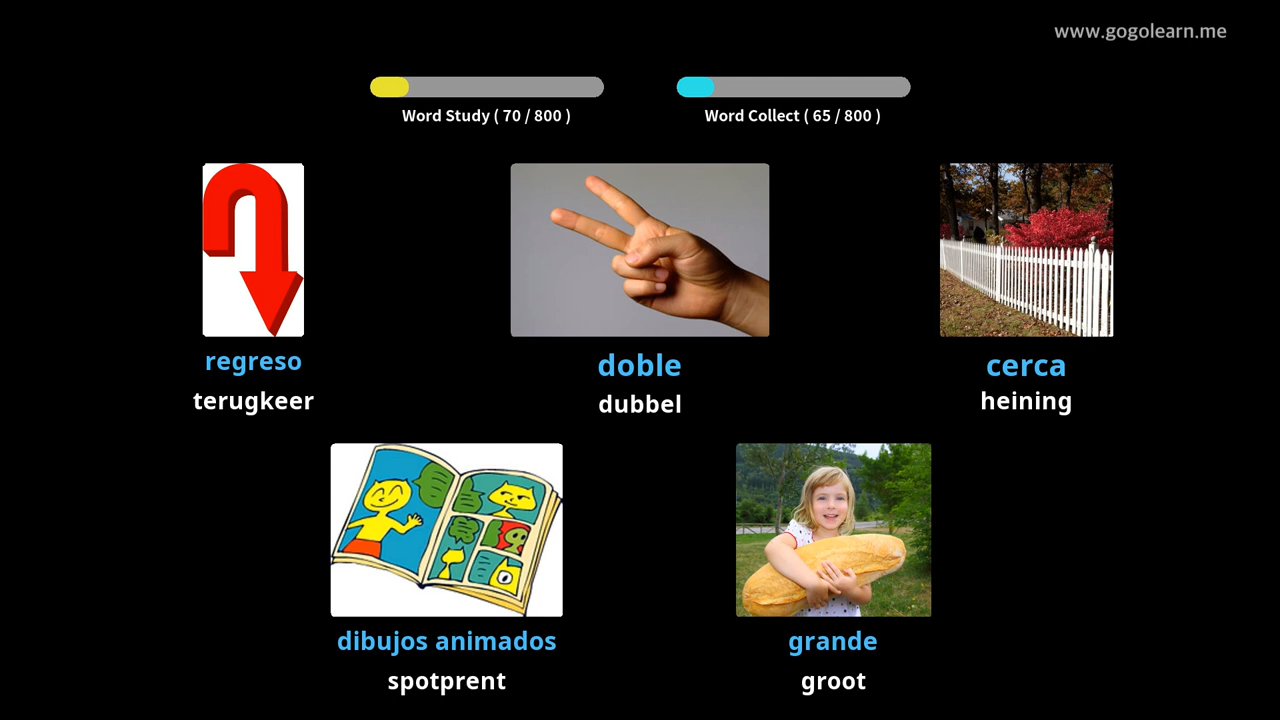 www.gogolearn.me
Word Study ( 70 / 800 )
Word Collect ( 65 / 800 )
regreso
terugkeer
doble
dubbel
cerca
heining
dibujos animados
spotprent
grande
groot